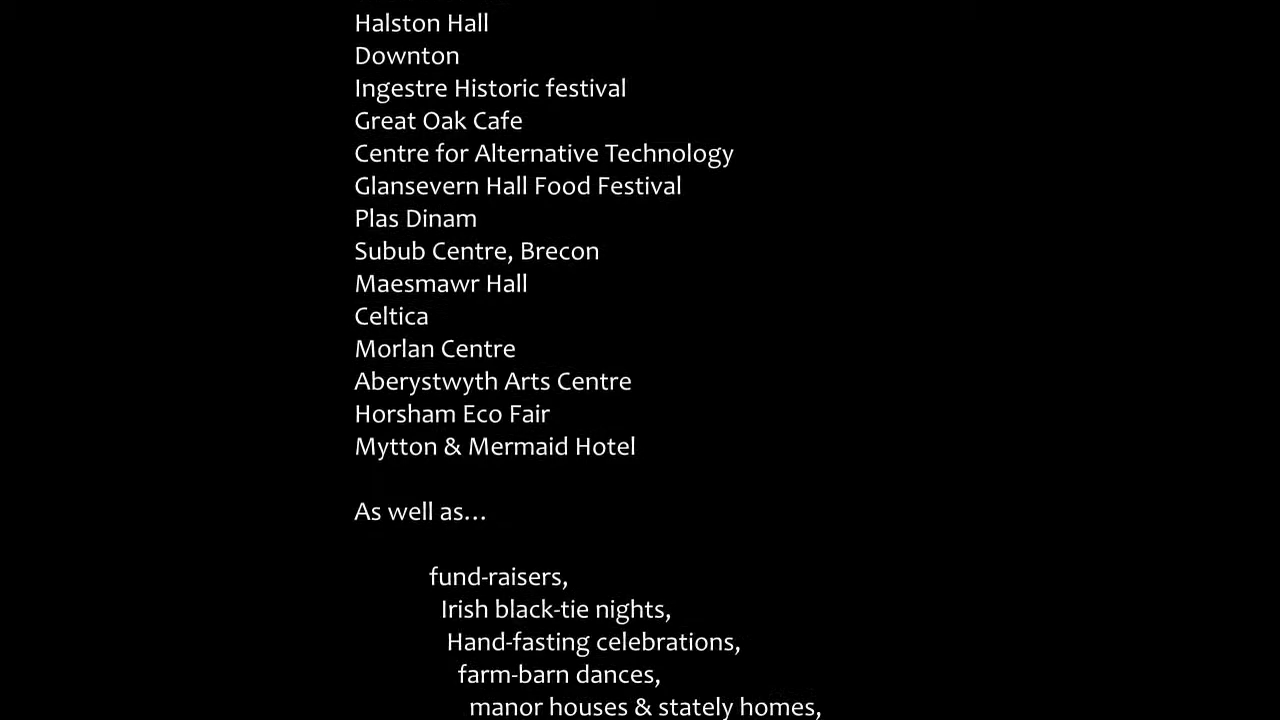 Halston Hall
Downton
Ingestre Historic festival
Great Oak Cafe
Centre for Alternative Technology
Glansevern Hall Food Festival
Plas Dinam
Subub Centre, Brecon
Maesmawr Hall
Celtica
Morlan Centre
Aberystwyth Arts Centre
Horsham Eco Fair
Mytton & Mermaid Hotel
As well as…
fund-raisers,
Irish black-tie nights,
Hand-fasting celebrations,
farm-barn dances,
manor houses & stately homes,